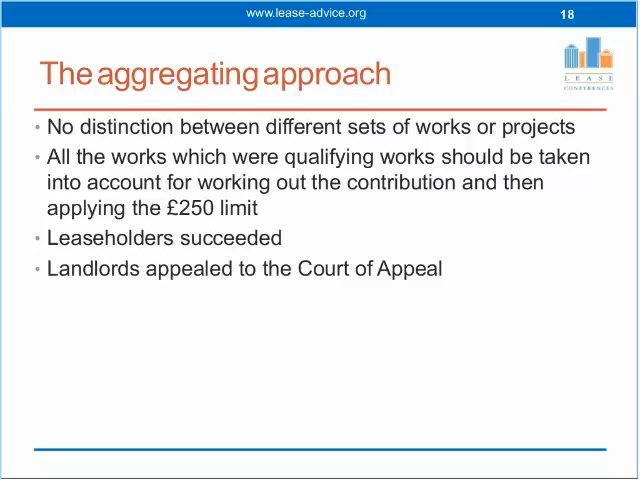 www.lease-advice.org
18
The aggregating approach
LEASE
CONFERENCES
• No distinction between different sets of works or projects
• All the works which were qualifying works should be taken
into account for working out the contribution and then
applying the £250 limit
• Leaseholders succeeded
• Landlords appealed to the Court of Appeal